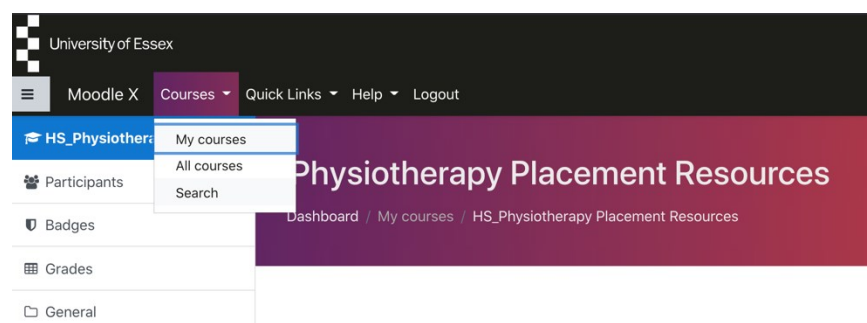 University of Essex
Moodle X Courses Quick Links Help Logout
HS_Physiothera
My courses
All courses
Search
Participants
Badges
Grades
General
Physiotherapy Placement Resources
Dashboard / My courses / HS_Physiotherapy Placement Resources